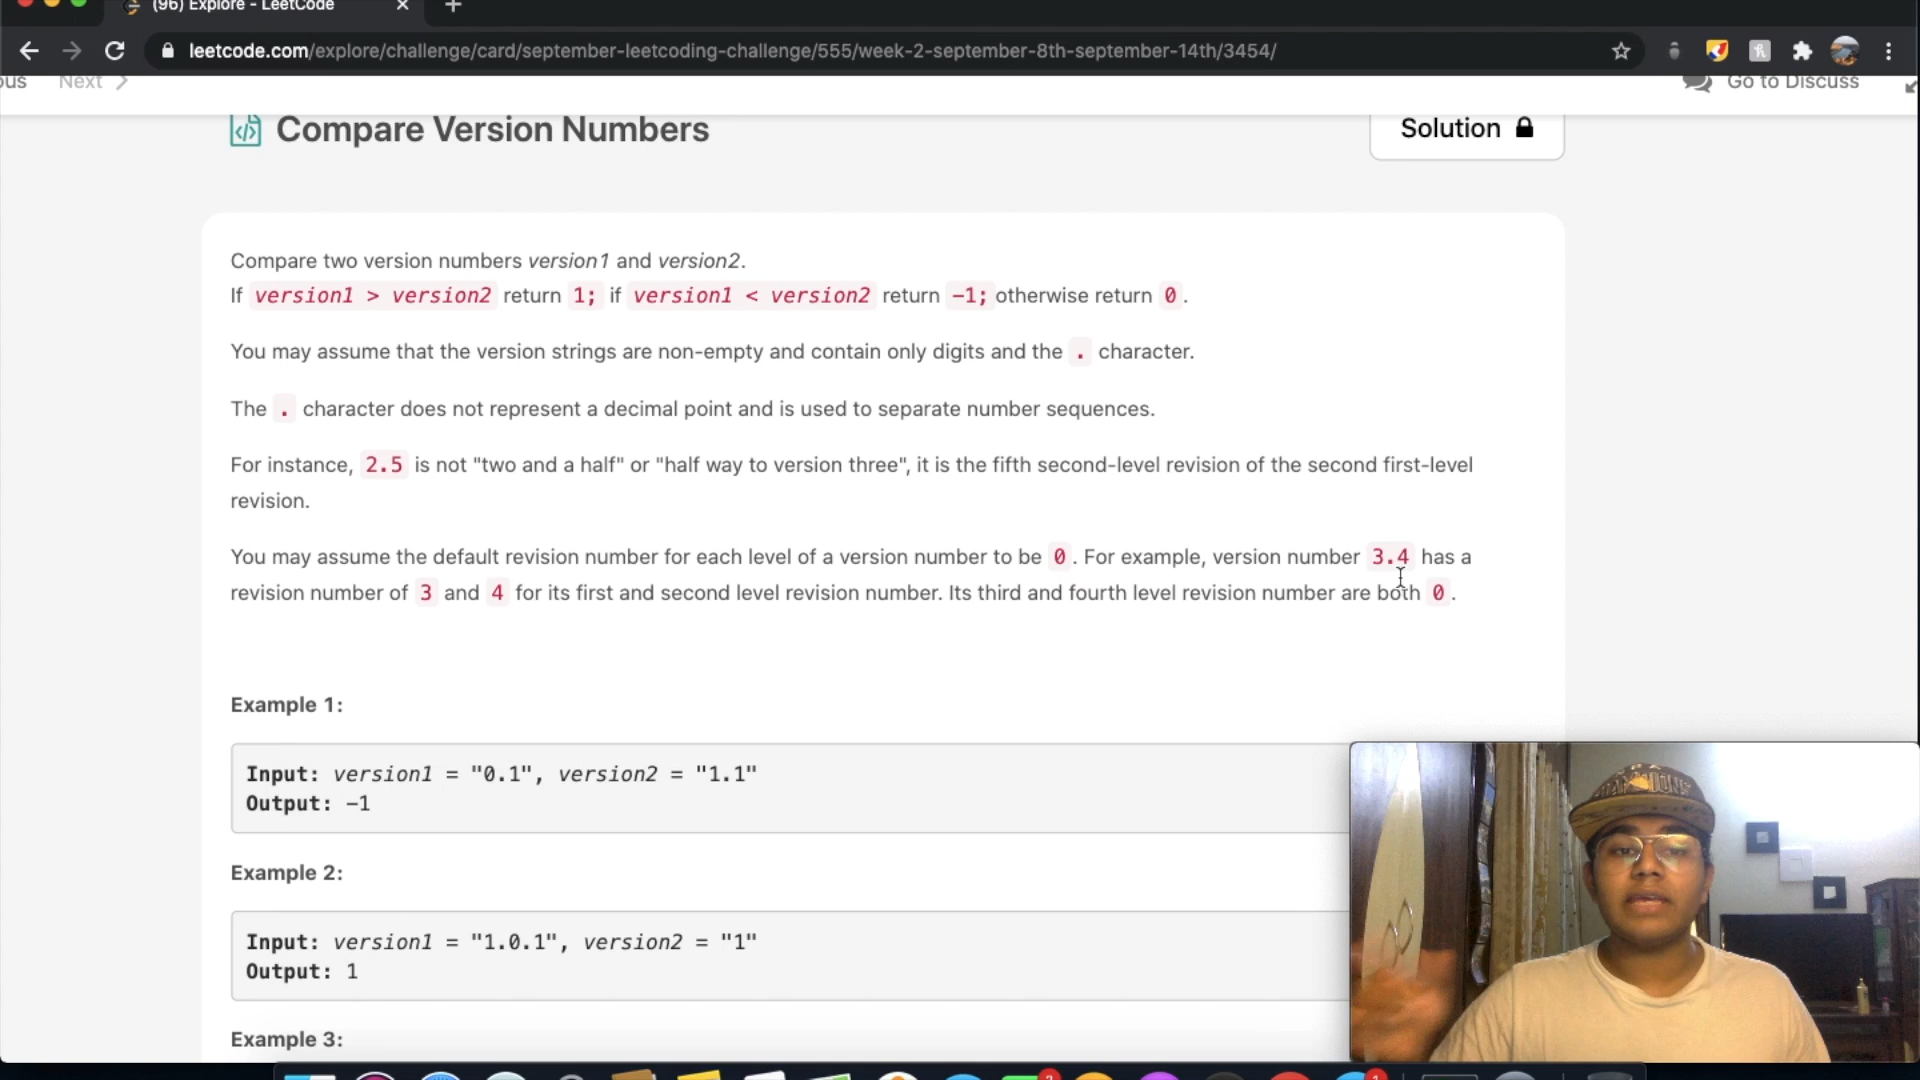 (96) Explore - LeetCode
leetcode.com/explore/challenge/card/september-leetcoding-challenge/555/week-2-september-8th-september-14th/3454/
ous Next Go to Discuss
Compare Version Numbers
Solution
Compare two version numbers version1 and version2.
If version1 > version2 return 1; if version1 < version2 return -1; otherwise return 0.
You may assume that the version strings are non-empty and contain only digits and the . character.
The . character does not represent a decimal point and is used to separate number sequences.
For instance, 2.5 is not "two and a half" or "half way to version three", it is the fifth second-level revision of the second first-level
revision.
You may assume the default revision number for each level of a version number to be 0. For example, version number 3.4 has a
revision number of 3 and 4 for its first and second level revision number. Its third and fourth level revision number are both 0.
Example 1:
Input: version1 = "0.1", version2 = "1.1"
Output: -1
Example 2:
Input: version1 = "1.0.1", version2 = "1"
Output: 1
Example 3: